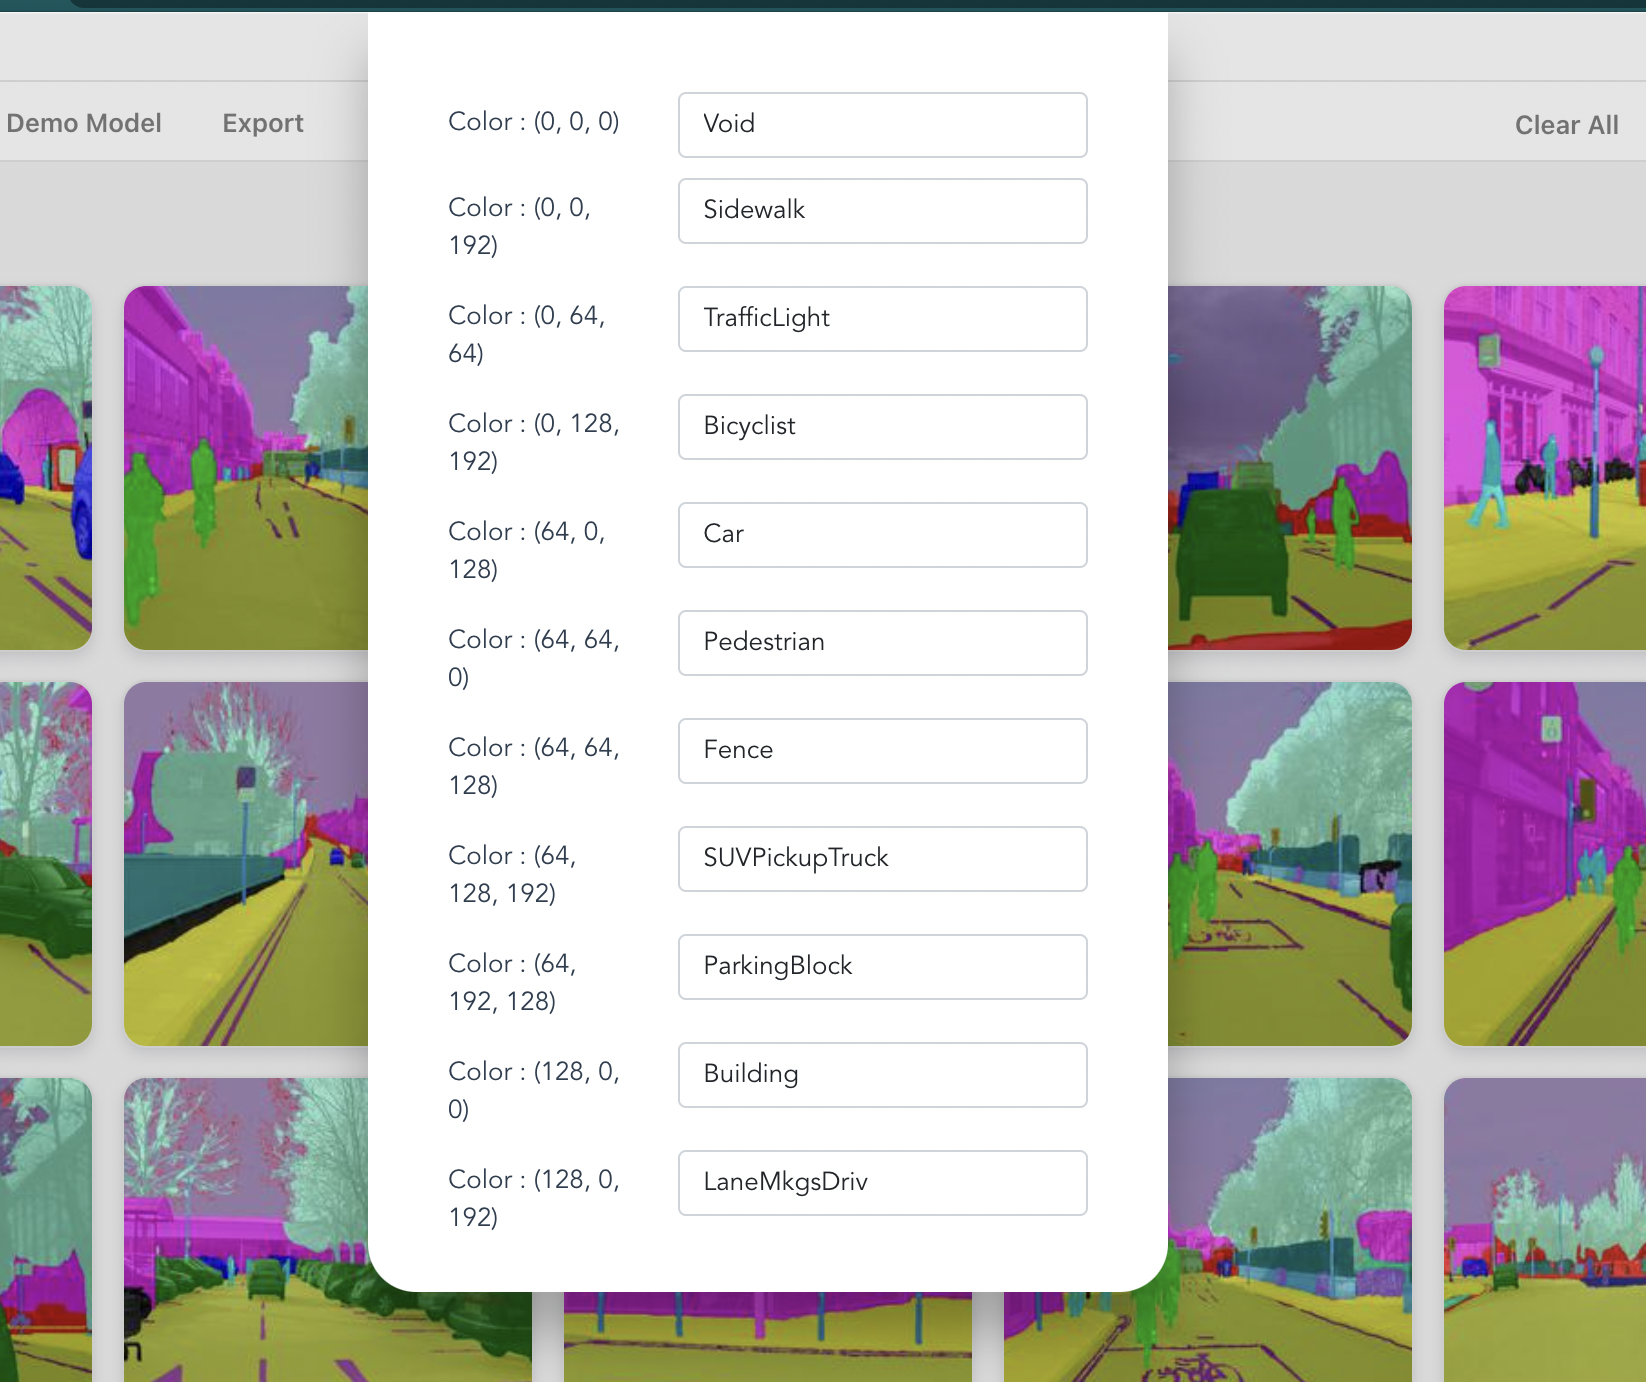 Demo Model
Export
Clear All
Color : (0, 0, 0)
Void
Color : (0, 0,
192)
Sidewalk
Color : (0, 64,
64)
TrafficLight
Color : (0, 128,
192)
Bicyclist
Color : (64, 0,
128)
Car
Color : (64, 64,
0)
Pedestrian
Color : (64, 64,
128)
Fence
Color : (64,
128, 192)
SUVPickupTruck
Color : (64,
192, 128)
ParkingBlock
Color : (128, 0,
0)
Building
Color : (128, 0,
192)
LaneMkgsDriv